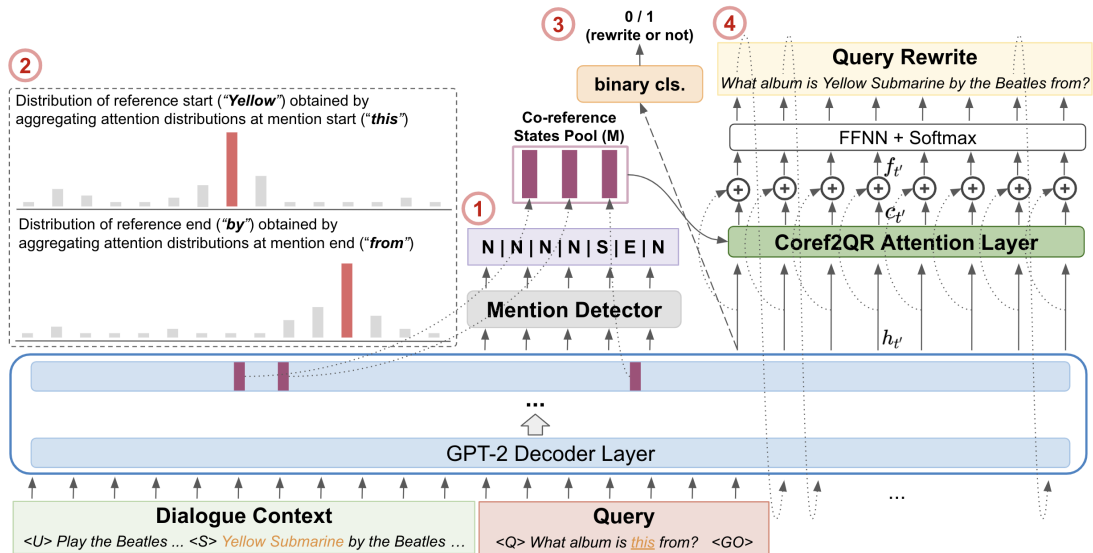 2
Distribution of reference start (“Yellow”) obtained by
aggregating attention distributions at mention start (“this”)
Distribution of reference end (“by”) obtained by
aggregating attention distributions at mention end (“from”)
1
N | N | N | N | S | E | N
Mention Detector
Co-reference
States Pool (M)
3
0 / 1
(rewrite or not)
binary cls.
4
Query Rewrite
What album is Yellow Submarine by the Beatles from?
FFNN + Softmax
f_{t'}
+ + + + + + + +
c_{t'}
Coref2QR Attention Layer
h_{t'}
...
GPT-2 Decoder Layer
...
Dialogue Context
<U> Play the Beatles ... <S> Yellow Submarine by the Beatles …
Query
<Q> What album is this from? <GO>